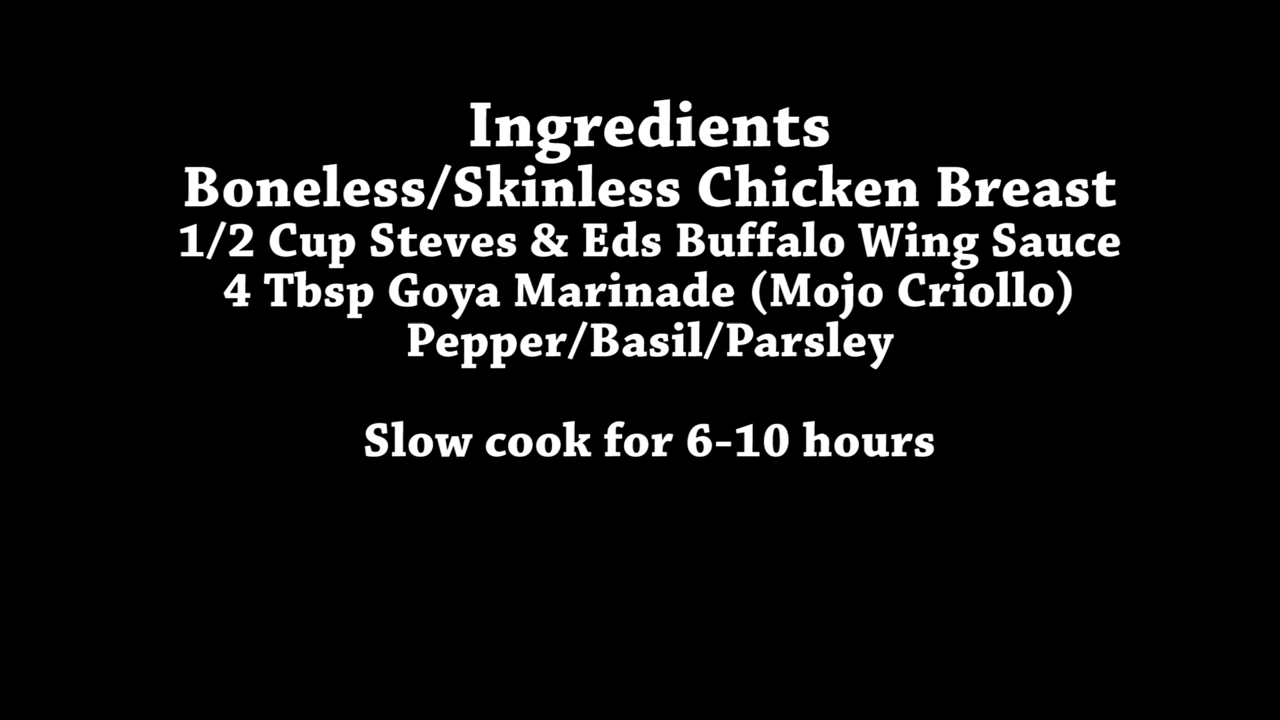 Ingredients
Boneless/Skinless Chicken Breast
1/2 Cup Steves & Eds Buffalo Wing Sauce
4 Tbsp Goya Marinade (Mojo Criollo)
Pepper/Basil/Parsley
Slow cook for 6-10 hours